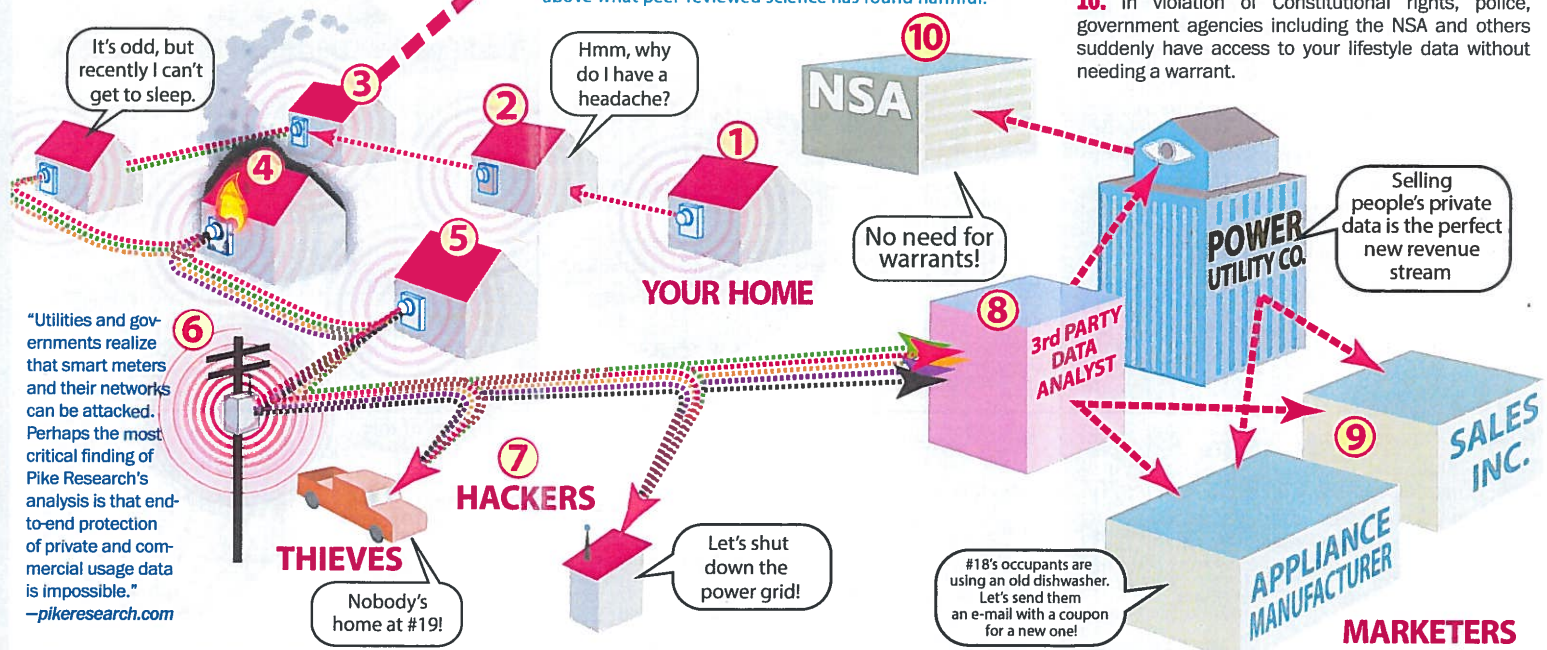 above what peer-reviewed science has found harmful.
10. In violation of Constitutional rights, police,
government agencies including the NSA and others
suddenly have access to your lifestyle data without
needing a warrant.
It's odd, but
recently I can't
get to sleep.
3
2
Hmm, why
do I have a
headache?
1
10
NSA
4
5
YOUR HOME
No need for
warrants!
POWER
UTILITY CO.
Selling
people's private
data is the perfect
new revenue
stream
"Utilities and gov-
ernments realize
that smart meters
and their networks
can be attacked.
Perhaps the most
critical finding of
Pike Research's
analysis is that end-
to-end protection
of private and com-
mercial usage data
is impossible."
—pikeresearch.com
6
8
3rd PARTY
DATA
ANALYST
7
HACKERS
THIEVES
Nobody's
home at #19!
Let's shut
down the
power grid!
9
SALES
INC.
APPLIANCE
MANUFACTURER
#18's occupants are
using an old dishwasher.
Let's send them
an e-mail with a coupon
for a new one!
MARKETERS